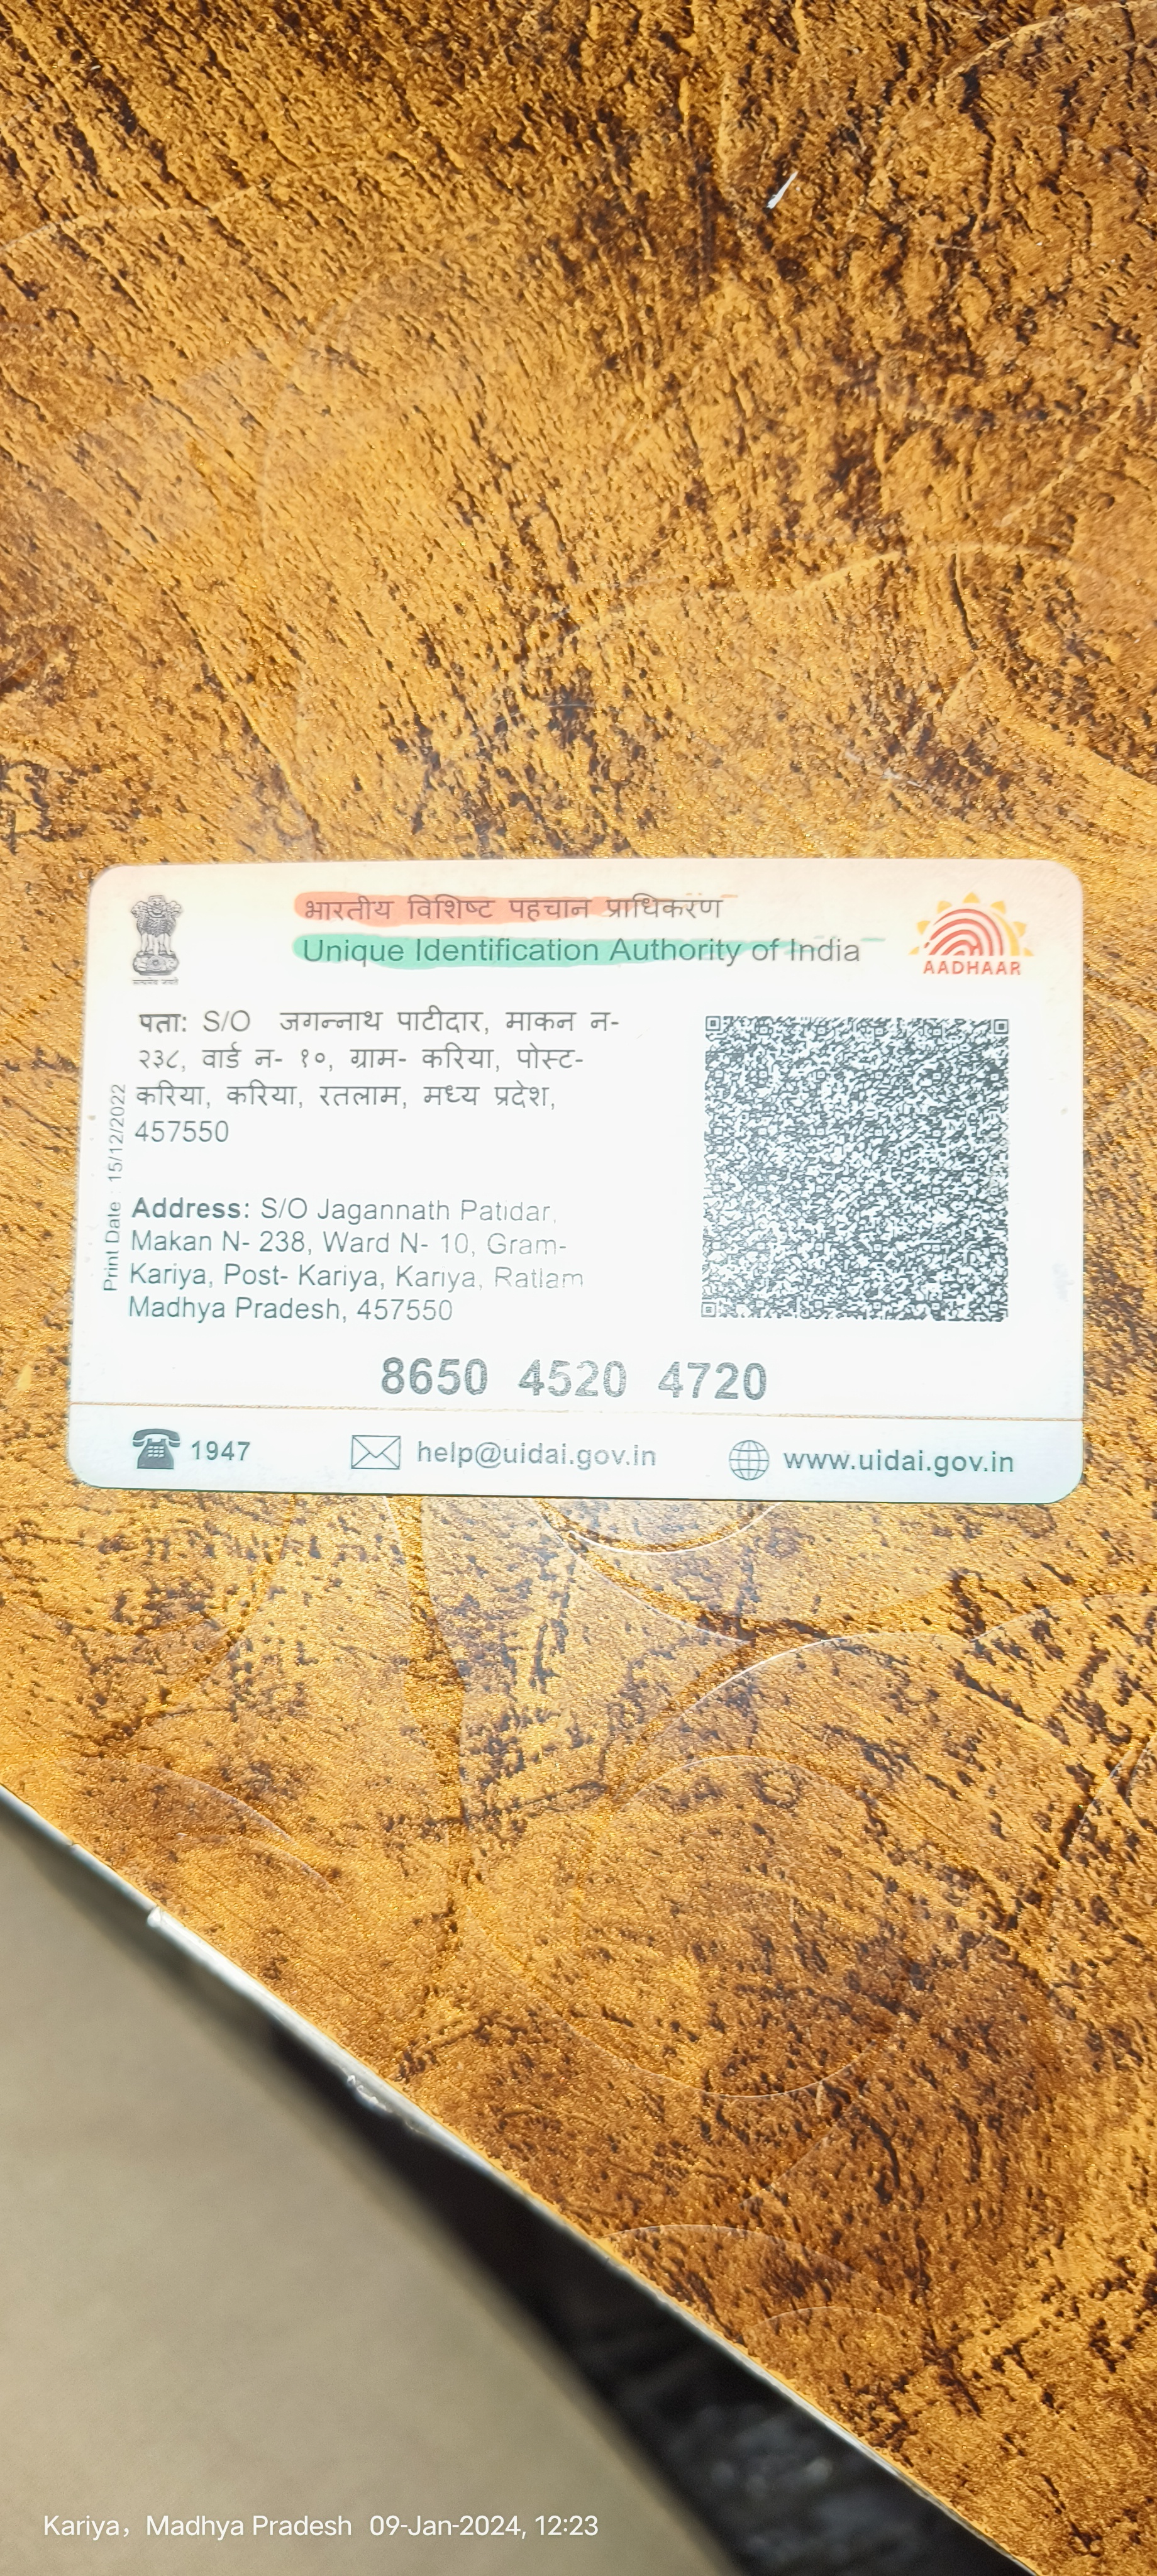 भारतीय विशिष्ट पहचान प्राधिकरण
Unique Identification Authority of India
AADHAAR
पता: S/O जगन्नाथ पाटीदार, माकन न-
२३८, वार्ड न- १०, ग्राम- करिया, पोस्ट-
करिया, करिया, रतलाम, मध्य प्रदेश,
457550
Print Date : 15/12/2022
Address: S/O Jagannath Patidar,
Makan N- 238, Ward N- 10, Gram-
Kariya, Post- Kariya, Kariya, Ratlam
Madhya Pradesh, 457550
8650 4520 4720
1947
help@uidai.gov.in
www.uidai.gov.in
Kariya, Madhya Pradesh 09-Jan-2024, 12:23